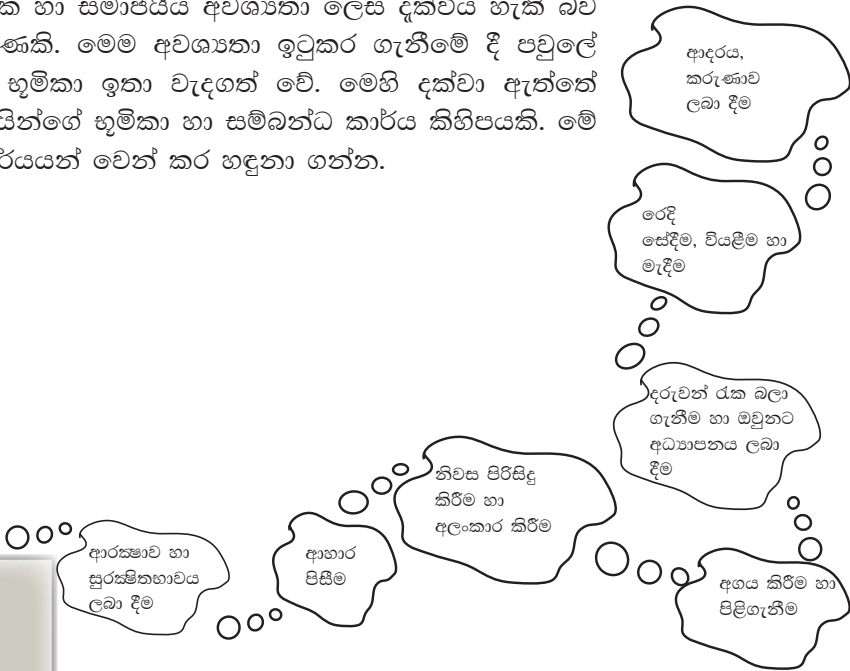 හා සමාජයීය අවශ්‍යතා ලෙස දැක්විය හැකි බව
මෙම අවශ්‍යතා ඉටුකර ගැනීමේ දී පවුලේ
භූමිකා ඉතා වැදගත් වේ. මෙහි දක්වා ඇත්තේ
භූමිකා හා සම්බන්ධ කාර්ය කිහිපයකි. මේ
වෙන් කර හඳුනා ගන්න.
ආදරය,
කරුණාව
ලබා දීම
රෙදි
සේදීම, වියළීම හා
මැදීම
දරුවන් රැක බලා
ගැනීම හා ඔවුනට
අධ්‍යාපනය ලබා
දීම
නිවස පිරිසිදු
කිරීම හා
අලංකාර කිරීම
ආරක්‍ෂාව හා
සුරක්‍ෂිතභාවය
ලබා දීම
ආහාර
පිසීම
අගය කිරීම හා
පිළිගැනීම